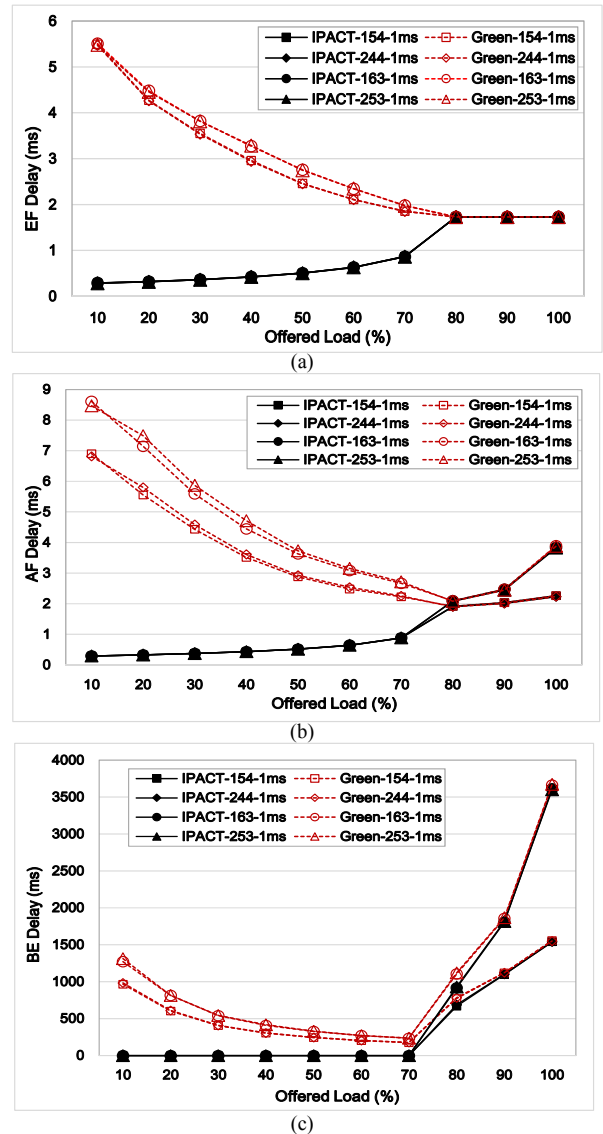 IPACT-154-1ms Green-154-1ms
IPACT-244-1ms Green-244-1ms
IPACT-163-1ms Green-163-1ms
IPACT-253-1ms Green-253-1ms
EF Delay (ms)
6
5
4
3
2
1
0
10 20 30 40 50 60 70 80 90 100
Offered Load (%)
(a)
IPACT-154-1ms Green-154-1ms
IPACT-244-1ms Green-244-1ms
IPACT-163-1ms Green-163-1ms
IPACT-253-1ms Green-253-1ms
AF Delay (ms)
9
8
7
6
5
4
3
2
1
0
10 20 30 40 50 60 70 80 90 100
Offered Load (%)
(b)
IPACT-154-1ms Green-154-1ms
IPACT-244-1ms Green-244-1ms
IPACT-163-1ms Green-163-1ms
IPACT-253-1ms Green-253-1ms
BE Delay (ms)
4000
3500
3000
2500
2000
1500
1000
500
0
10 20 30 40 50 60 70 80 90 100
Offered Load (%)
(c)